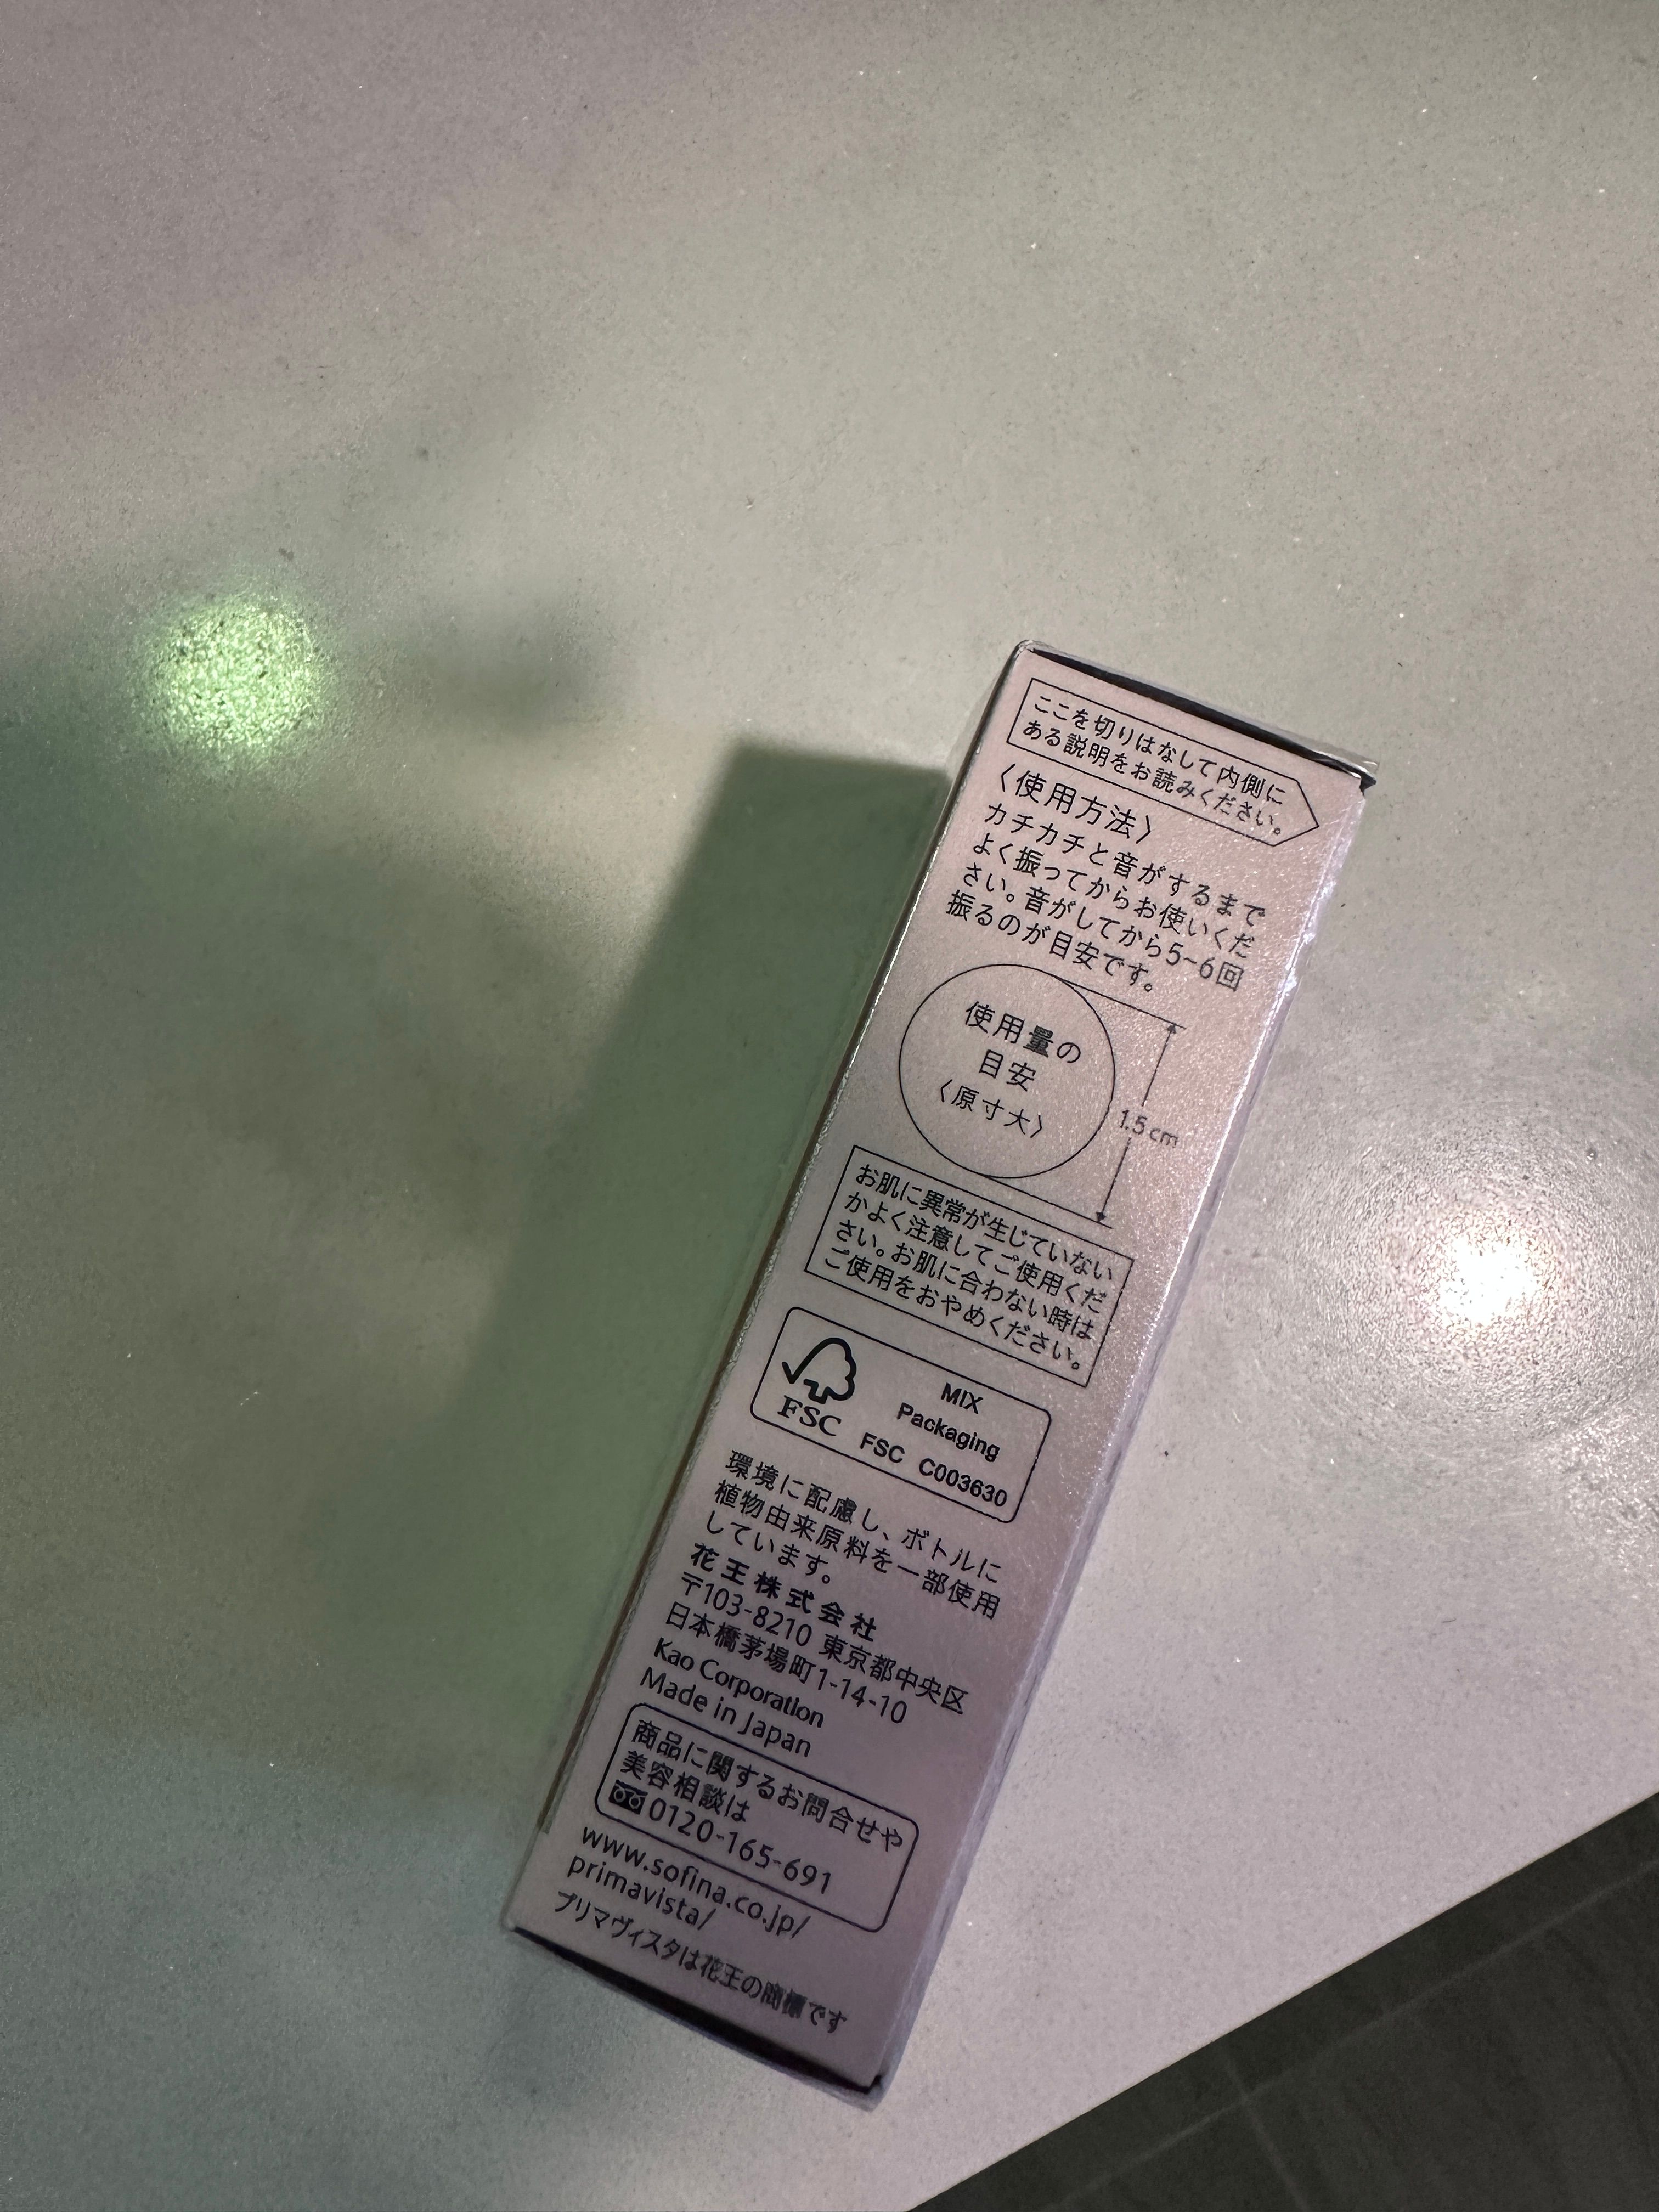 ここを切りはなして内側に
ある説明をお読みください。
〈使用方法〉
カチカチと音がするまで
よく振ってからお使いくだ
さい。音がしてから5~6回
振るのが目安です。
使用量の
目安
〈原寸大〉
1.5cm
お肌に異常が生じていない
かよく注意してご使用くだ
さい。お肌に合わない時は
ご使用をおやめください。
FSC
MIX
Packaging
FSC C003630
環境に配慮し、ボトルに
植物由来原料を一部使用
しています。
花王株式会社
〒103-8210 東京都中央区
日本橋茅場町1-14-10
Kao Corporation
Made in Japan
商品に関するお問合せや
美容相談は
0120-165-691
www.sofina.co.jp/
primavista/
プリマヴィスタは花王の商標です